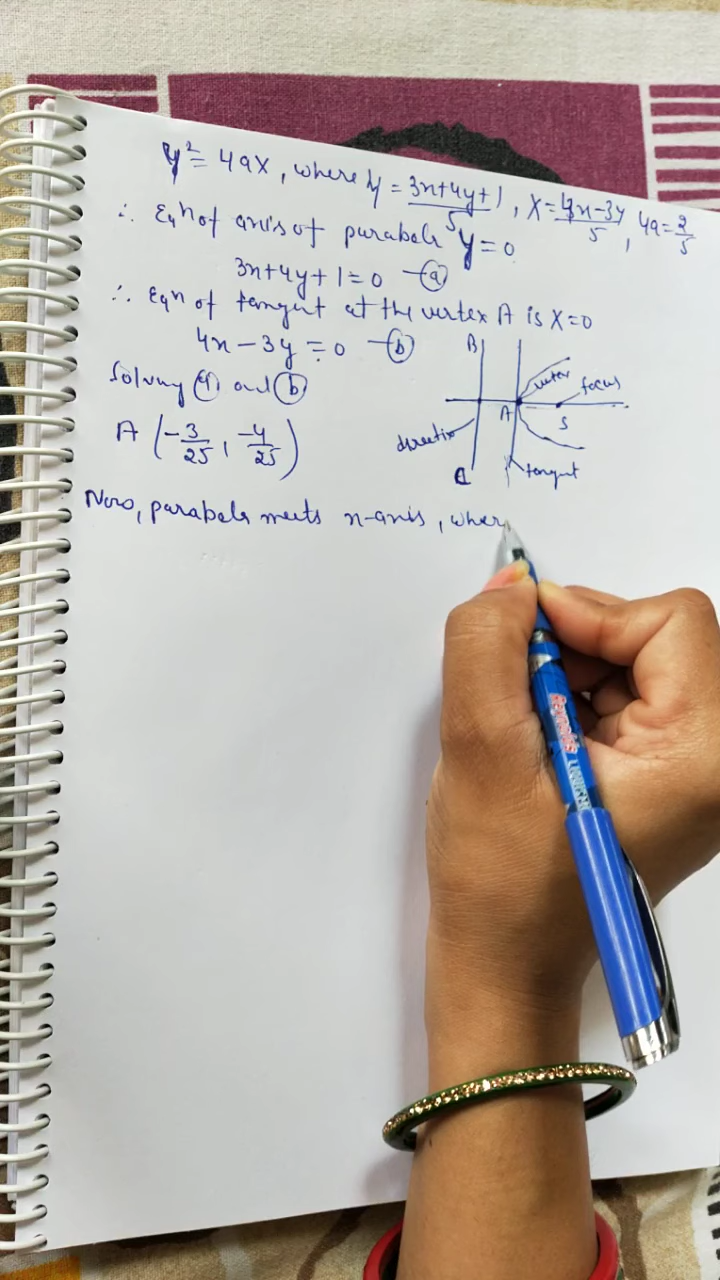 y² = 4aX, where Y = 3x+4y+1/5, X = 4x-3y/5, 4a = 2/5
∴ Eqn of axis of parabola Y = 0
3x+4y+1=0 —(a)
∴ Eqn of tangent at the vertex A is X=0
4x-3y=0 —(b)
Solving (a) and (b)
A (-3/25, -4/25)
B
vertex
focus
A
S
directrix
tangent
Now, parabola meets x-axis, wher
Reynolds